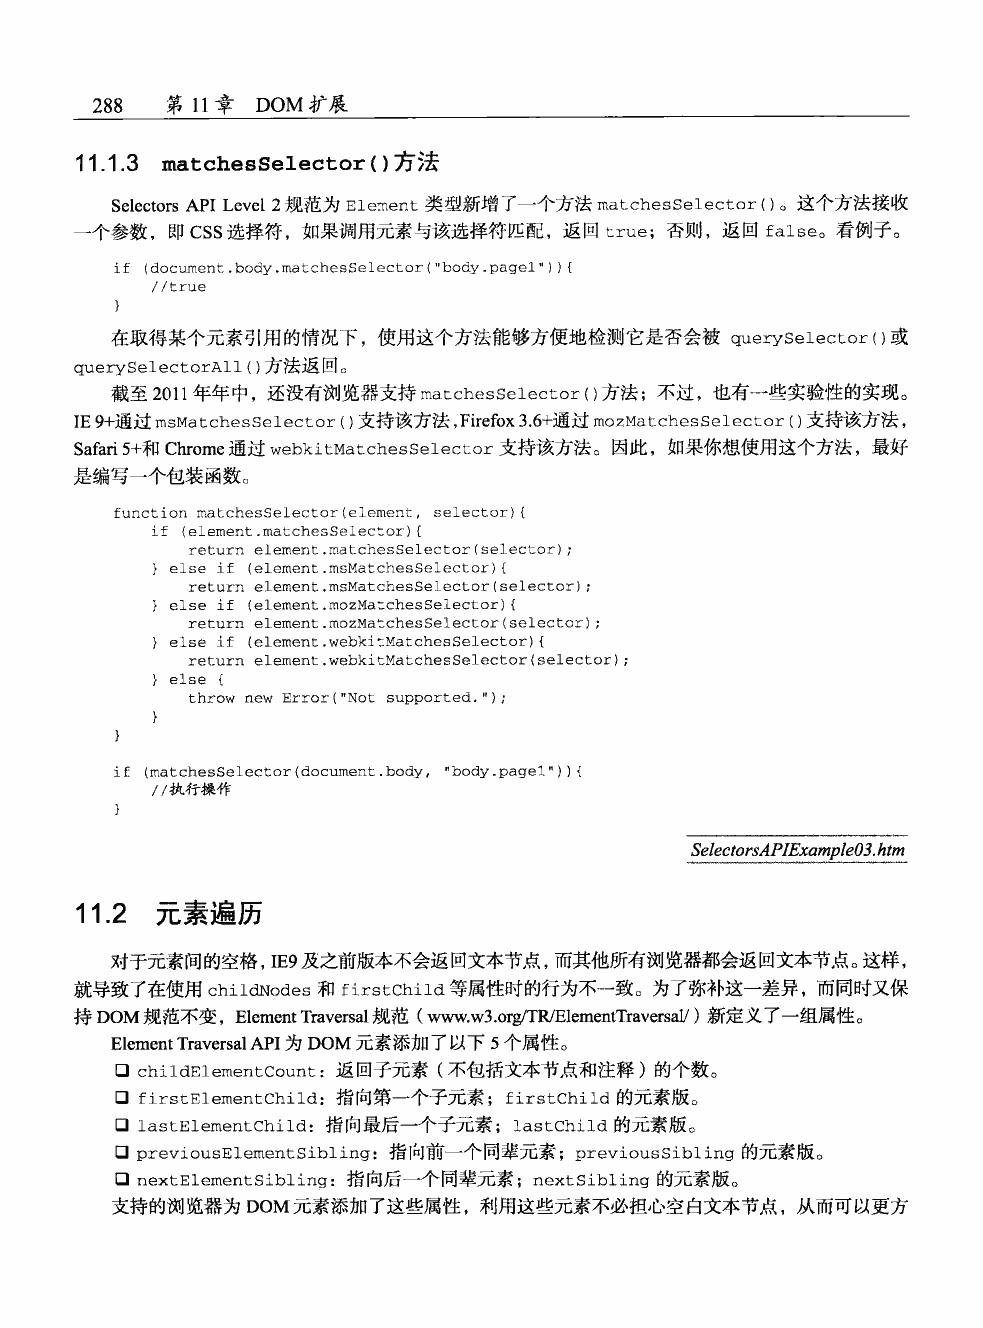 288 第 11 章 DOM 扩展
11.1.3 matchesSelector()方法
Selectors API Level 2 规范为 Element 类型新增了一个方法 matchesSelector()。这个方法接收
一个参数，即 CSS 选择符，如果调用元素与该选择符匹配，返回 true；否则，返回 false。看例子。
if (document.body.matchesSelector("body.page1")){
//true
}
在取得某个元素引用的情况下，使用这个方法能够方便地检测它是否会被 querySelector()或
querySelectorAll()方法返回。
截至 2011 年年中，还没有浏览器支持 matchesSelector()方法；不过，也有一些实验性的实现。
IE 9+通过 msMatchesSelector()支持该方法,Firefox 3.6+通过 mozMatchesSelector()支持该方法，
Safari 5+和 Chrome 通过 webkitMatchesSelector 支持该方法。因此，如果你想使用这个方法，最好
是编写一个包装函数。
function matchesSelector(element, selector){
if (element.matchesSelector){
return element.matchesSelector(selector);
} else if (element.msMatchesSelector){
return element.msMatchesSelector(selector);
} else if (element.mozMatchesSelector){
return element.mozMatchesSelector(selector);
} else if (element.webkitMatchesSelector){
return element.webkitMatchesSelector(selector);
} else {
throw new Error("Not supported.");
}
}
if (matchesSelector(document.body, "body.page1")){
//执行操作
}
SelectorsAPIExample03.htm
11.2 元素遍历
对于元素间的空格，IE9 及之前版本不会返回文本节点，而其他所有浏览器都会返回文本节点。这样，
就导致了在使用 childNodes 和 firstChild 等属性时的行为不一致。为了弥补这一差异，而同时又保
持 DOM 规范不变，Element Traversal 规范（www.w3.org/TR/ElementTraversal/）新定义了一组属性。
Element Traversal API 为 DOM 元素添加了以下 5 个属性。
❑ childElementCount：返回子元素（不包括文本节点和注释）的个数。
❑ firstElementChild：指向第一个子元素；firstChild 的元素版。
❑ lastElementChild：指向最后一个子元素；lastChild 的元素版。
❑ previousElementSibling：指向前一个同辈元素；previousSibling 的元素版。
❑ nextElementSibling：指向后一个同辈元素；nextSibling 的元素版。
支持的浏览器为 DOM 元素添加了这些属性，利用这些元素不必担心空白文本节点，从而可以更方